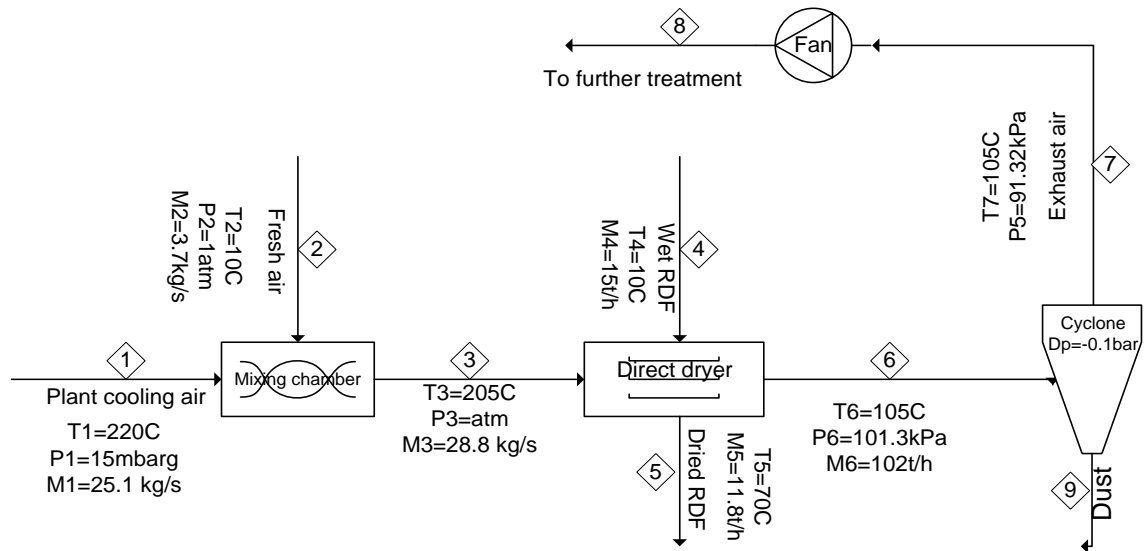 8
Fan
To further treatment
T7=105C
P5=91.32kPa
Exhaust air
7
T2=10C
P2=1atm
M2=3.7kg/s
Fresh air
2
Wet RDF
T4=10C
M4=15t/h
4
Cyclone
Dp=-0.1bar
1
Mixing chamber
3
Direct dryer
6
Plant cooling air
T1=220C
P1=15mbarg
M1=25.1 kg/s
T3=205C
P3=atm
M3=28.8 kg/s
T6=105C
P6=101.3kPa
M6=102t/h
5
Dried RDF
T5=70C
M5=11.8t/h
9
Dust